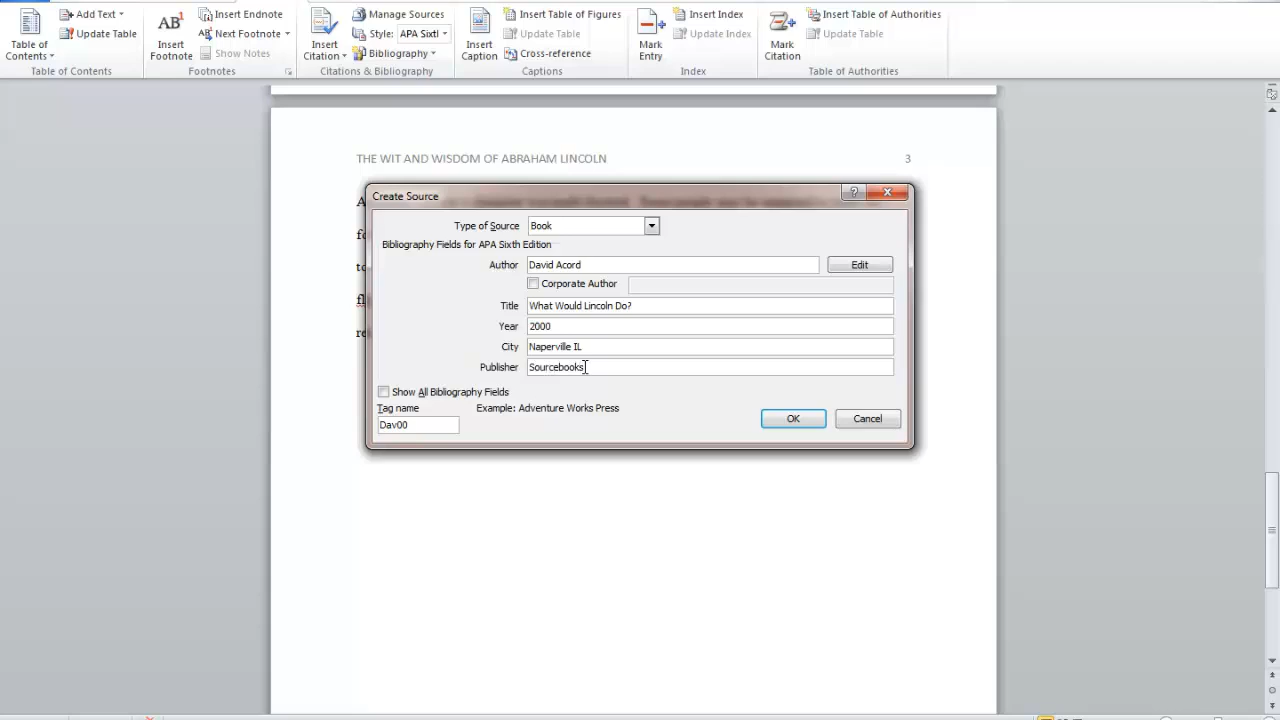 Table of Contents
Add Text
Update Table
Table of Contents
AB¹
Insert Footnote
Insert Endnote
Next Footnote
Show Notes
Footnotes
Insert Citation
Manage Sources
Style: APA Sixtl
Bibliography
Citations & Bibliography
Insert Caption
Insert Table of Figures
Update Table
Cross-reference
Captions
Mark Entry
Insert Index
Update Index
Index
Mark Citation
Insert Table of Authorities
Update Table
Table of Authorities
THE WIT AND WISDOM OF ABRAHAM LINCOLN 3
Create Source
Type of Source Book
Bibliography Fields for APA Sixth Edition
Author David Acord Edit
Corporate Author
Title What Would Lincoln Do?
Year 2000
City Naperville IL
Publisher Sourcebooks
Show All Bibliography Fields
Tag name Example: Adventure Works Press
Dav00
OK Cancel